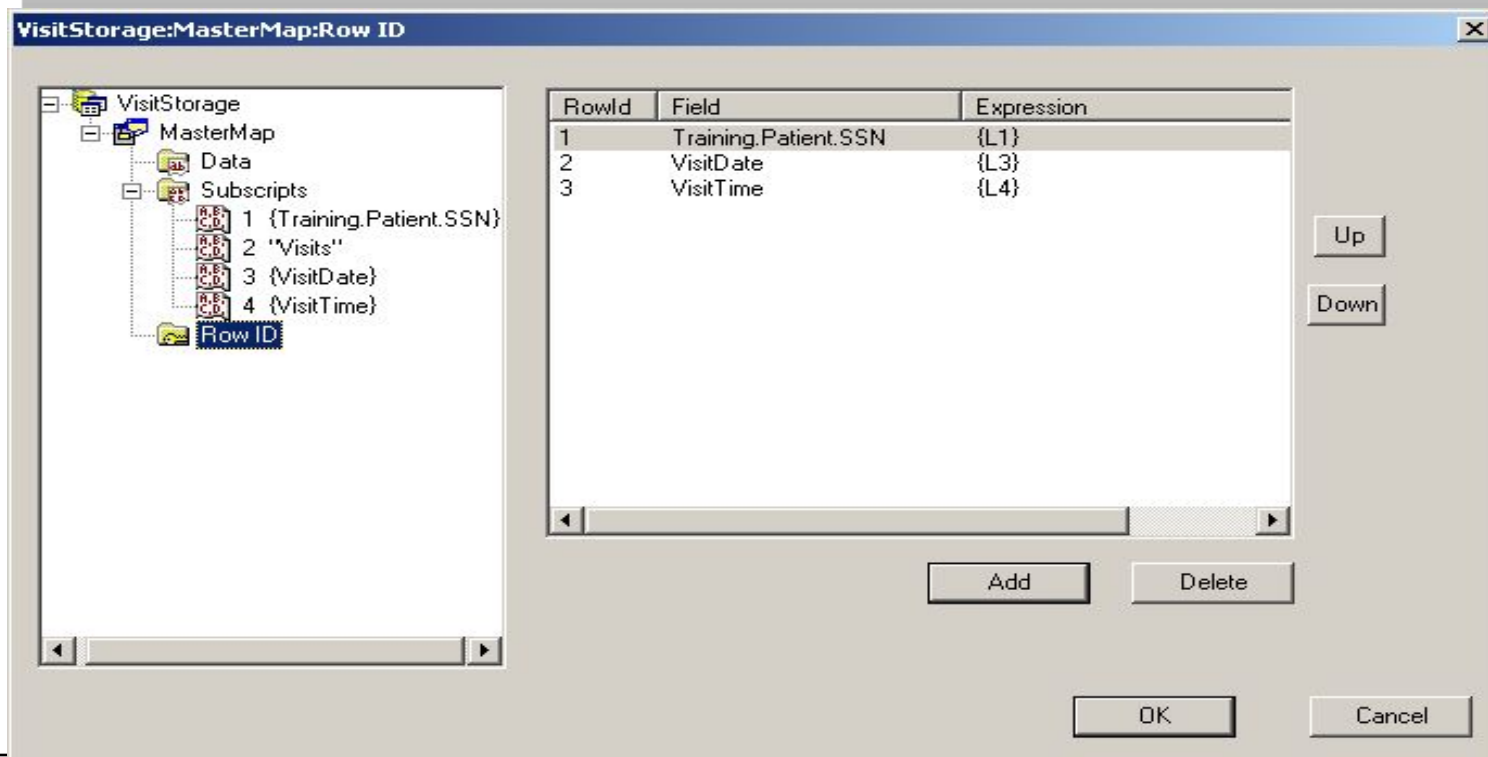 VisitStorage:MasterMap:Row ID
VisitStorage
MasterMap
Data
Subscripts
1 {Training.Patient.SSN}
2 "Visits"
3 {VisitDate}
4 {VisitTime}
Row ID
RowId Field Expression
1 Training.Patient.SSN {L1}
2 VisitDate {L3}
3 VisitTime {L4}
Up
Down
Add Delete
OK Cancel